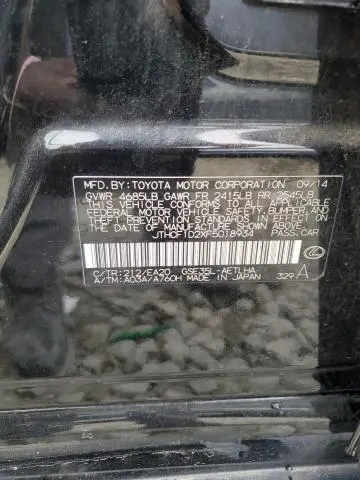 MFD. BY: TOYOTA MOTOR CORPORATION 09/14
GVWR 4685LB GAWR FR 2415LB RR 2545LB
THIS VEHICLE CONFORMS TO ALL APPLICABLE
FEDERAL MOTOR VEHICLE SAFETY, BUMPER, AND
THEFT PREVENTION STANDARDS IN EFFECT ON
THE DATE OF MANUFACTURE SHOWN ABOVE.
JTHCF1D2XF5018934 PASS. CAR
C/TR: 212/EA20 GSE35L-AETLHA
A/TM: A03A/A760H MADE IN JAPAN 329 A